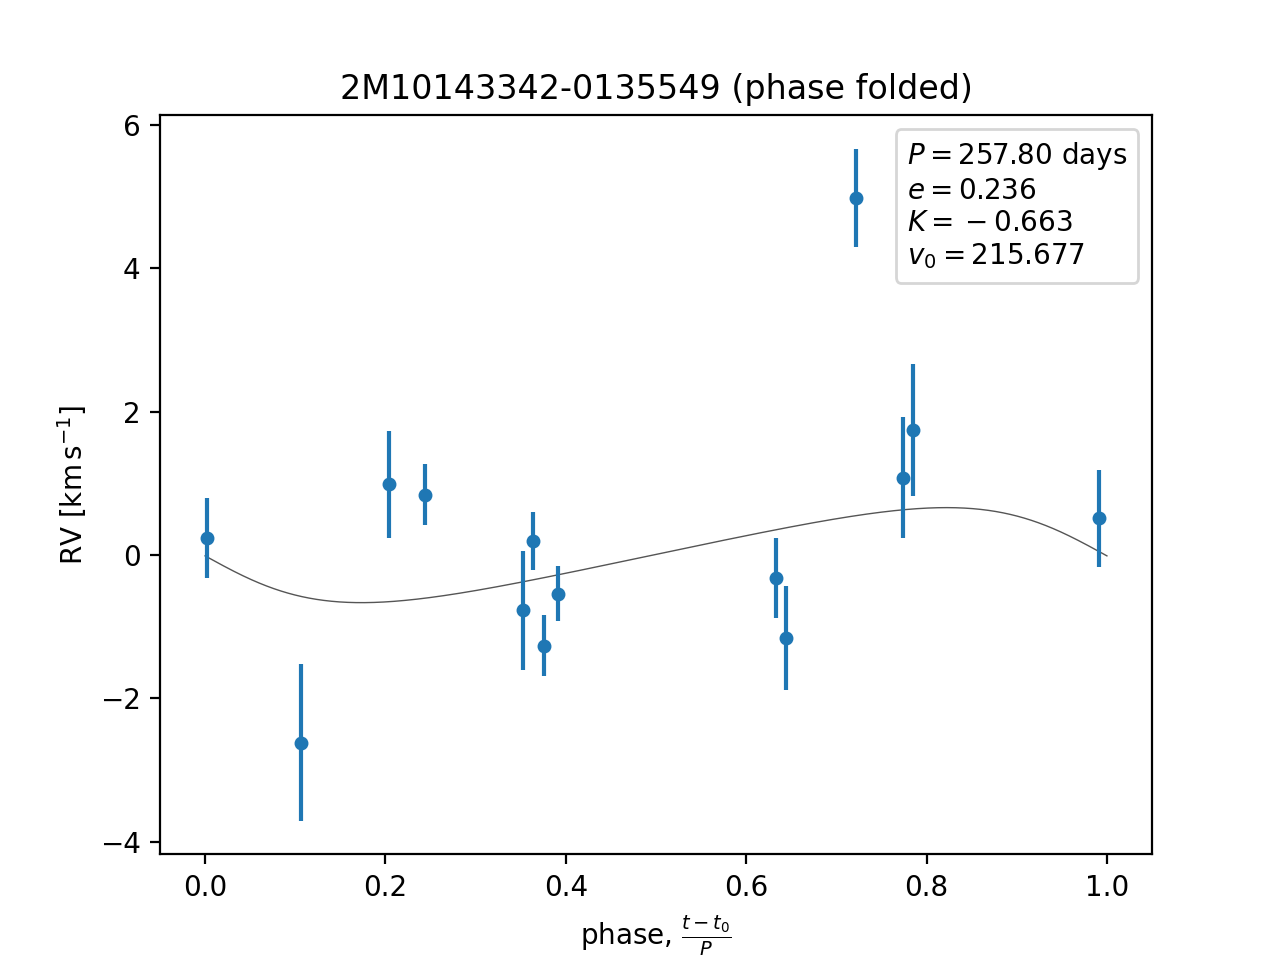 2M10143342-0135549 (phase folded)
P = 257.80 days
e = 0.236
K = −0.663
v₀ = 215.677
RV [km s⁻¹]
6
4
2
0
−2
−4
0.0 0.2 0.4 0.6 0.8 1.0
phase, (t − t₀)/P